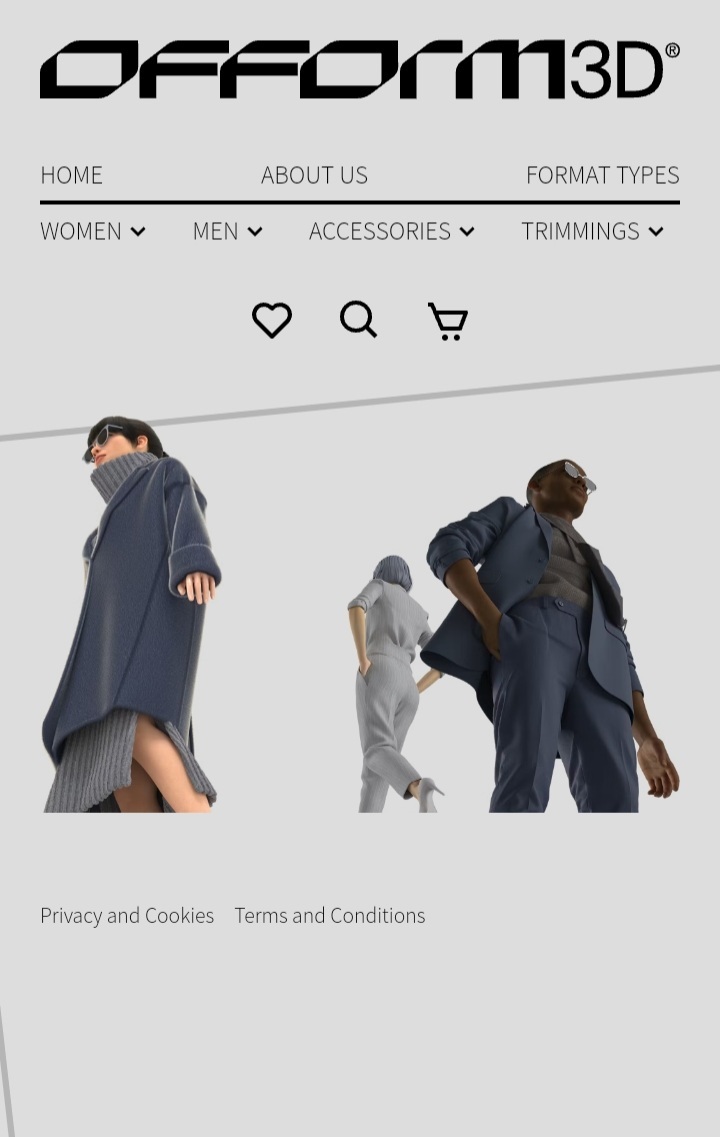 OFFORM3D®
HOME ABOUT US FORMAT TYPES
WOMEN MEN ACCESSORIES TRIMMINGS
Privacy and Cookies Terms and Conditions